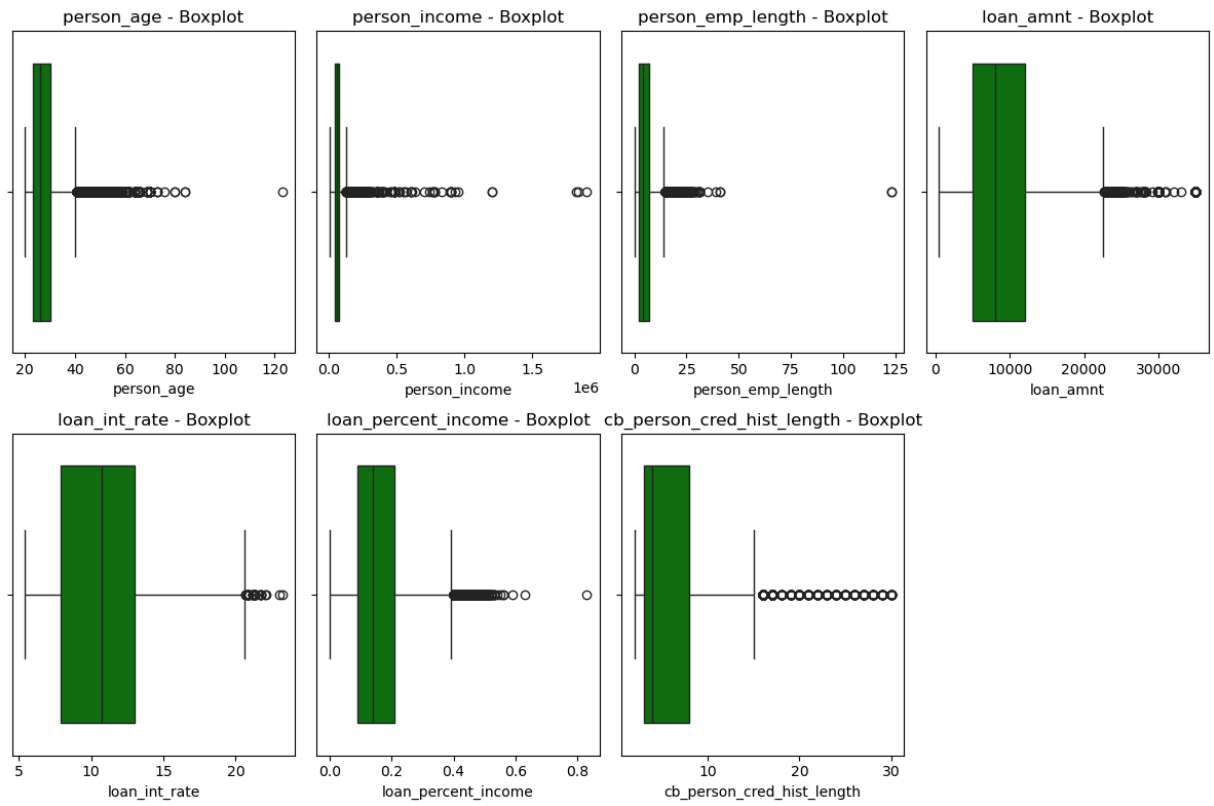 person_age - Boxplot
person_income - Boxplot
person_emp_length - Boxplot
loan_amnt - Boxplot
20 40 60 80 100 120
0.0 0.5 1.0 1.5
1e6
0 25 50 75 100 125
0 10000 20000 30000
person_age
person_income
person_emp_length
loan_amnt
loan_int_rate - Boxplot
loan_percent_income - Boxplot
cb_person_cred_hist_length - Boxplot
5 10 15 20
0.0 0.2 0.4 0.6 0.8
10 20 30
loan_int_rate
loan_percent_income
cb_person_cred_hist_length